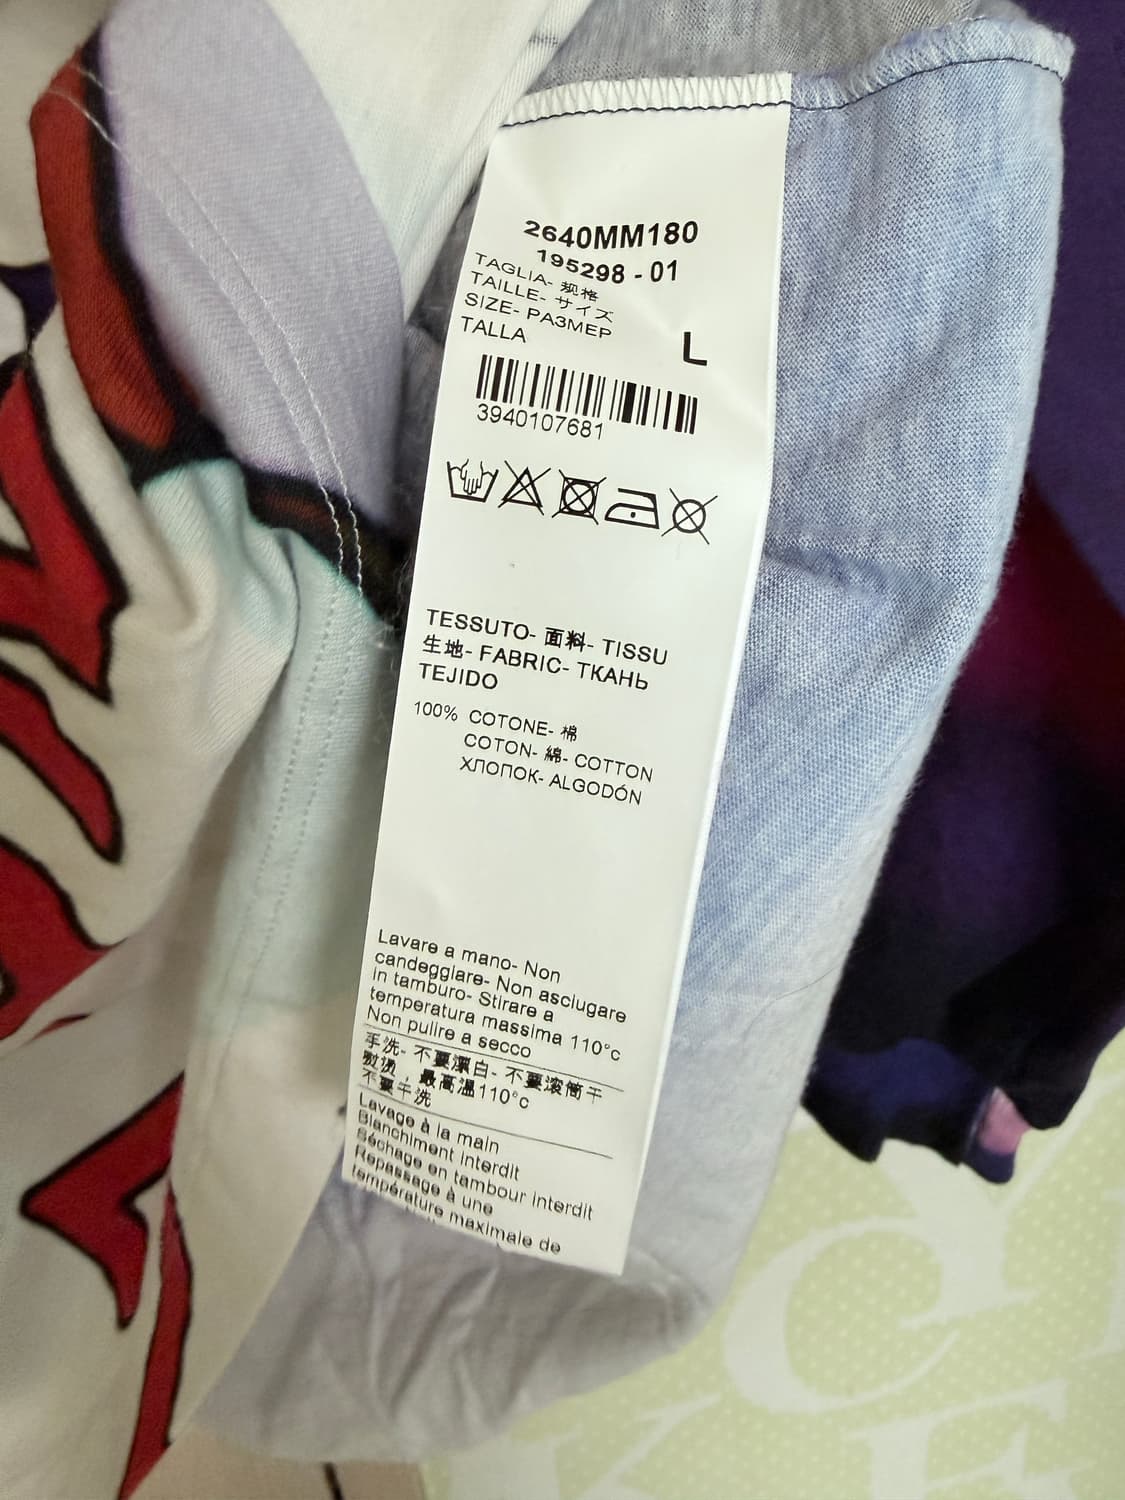 2640MM180
195298 - 01
TAGLIA- 规格
TAILLE- サイズ
SIZE- РАЗМЕР
TALLA
L
3940107681
TESSUTO- 面料- TISSU
生地- FABRIC- ТКАНЬ
TEJIDO
100% COTONE- 棉
COTON- 綿- COTTON
ХЛОПОК- ALGODÓN
Lavare a mano- Non
candeggiare- Non asciugare
in tamburo- Stirare a
temperatura massima 110°c
Non pulire a secco
手洗- 不要漂白- 不要滚筒干
熨烫，最高温110°c
不要干洗
Lavage à la main
Blanchiment interdit
Séchage en tambour interdit
Repassage à une
température maximale de